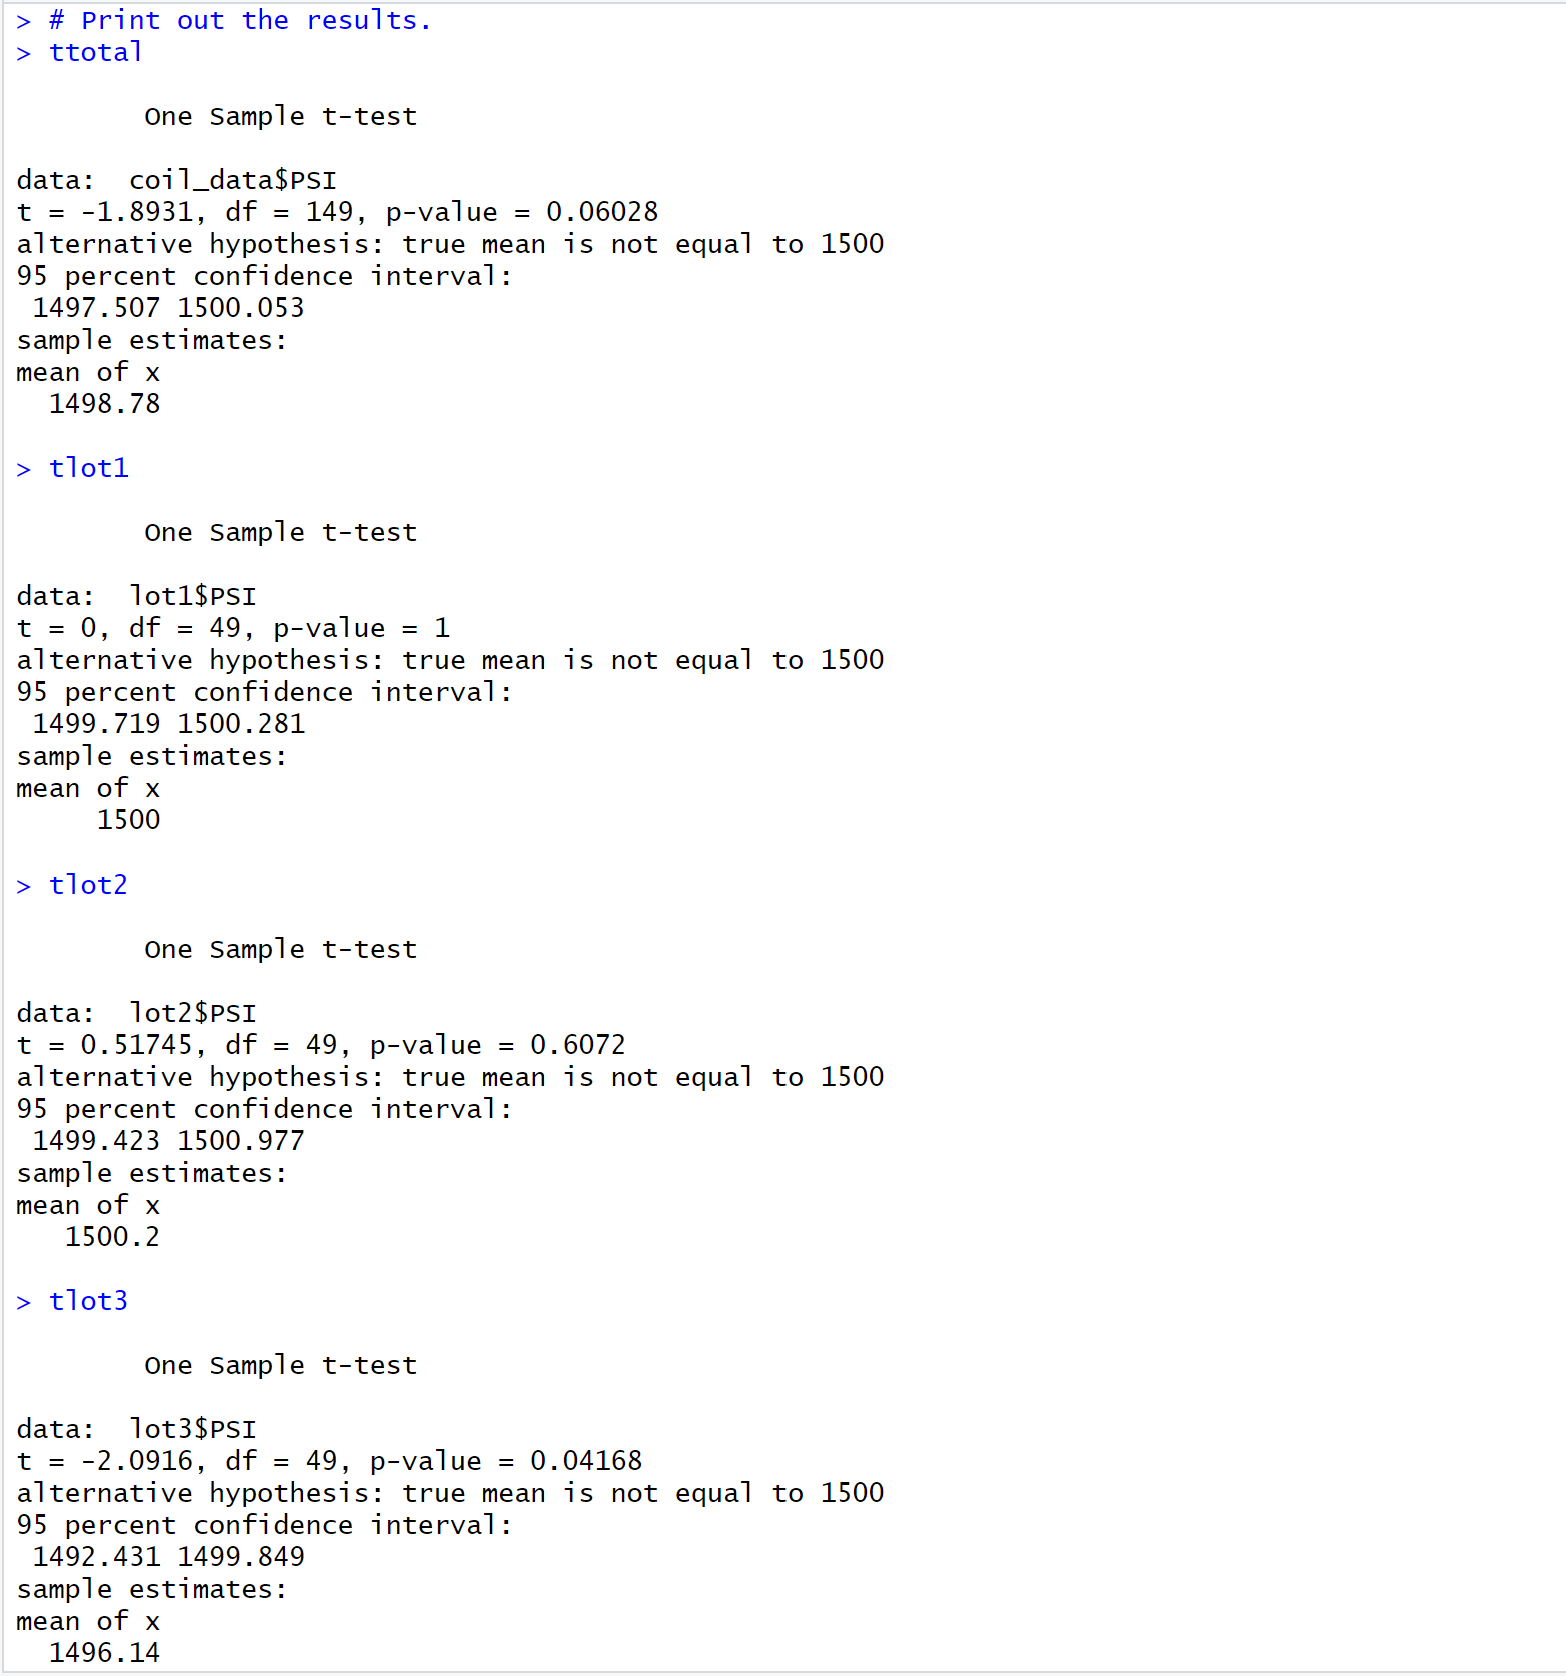 > # Print out the results.
> ttotal
One Sample t-test
data:  coil_data$PSI
t = -1.8931, df = 149, p-value = 0.06028
alternative hypothesis: true mean is not equal to 1500
95 percent confidence interval:
 1497.507 1500.053
sample estimates:
mean of x
  1498.78
> tlot1
One Sample t-test
data:  lot1$PSI
t = 0, df = 49, p-value = 1
alternative hypothesis: true mean is not equal to 1500
95 percent confidence interval:
 1499.719 1500.281
sample estimates:
mean of x
     1500
> tlot2
One Sample t-test
data:  lot2$PSI
t = 0.51745, df = 49, p-value = 0.6072
alternative hypothesis: true mean is not equal to 1500
95 percent confidence interval:
 1499.423 1500.977
sample estimates:
mean of x
   1500.2
> tlot3
One Sample t-test
data:  lot3$PSI
t = -2.0916, df = 49, p-value = 0.04168
alternative hypothesis: true mean is not equal to 1500
95 percent confidence interval:
 1492.431 1499.849
sample estimates:
mean of x
  1496.14